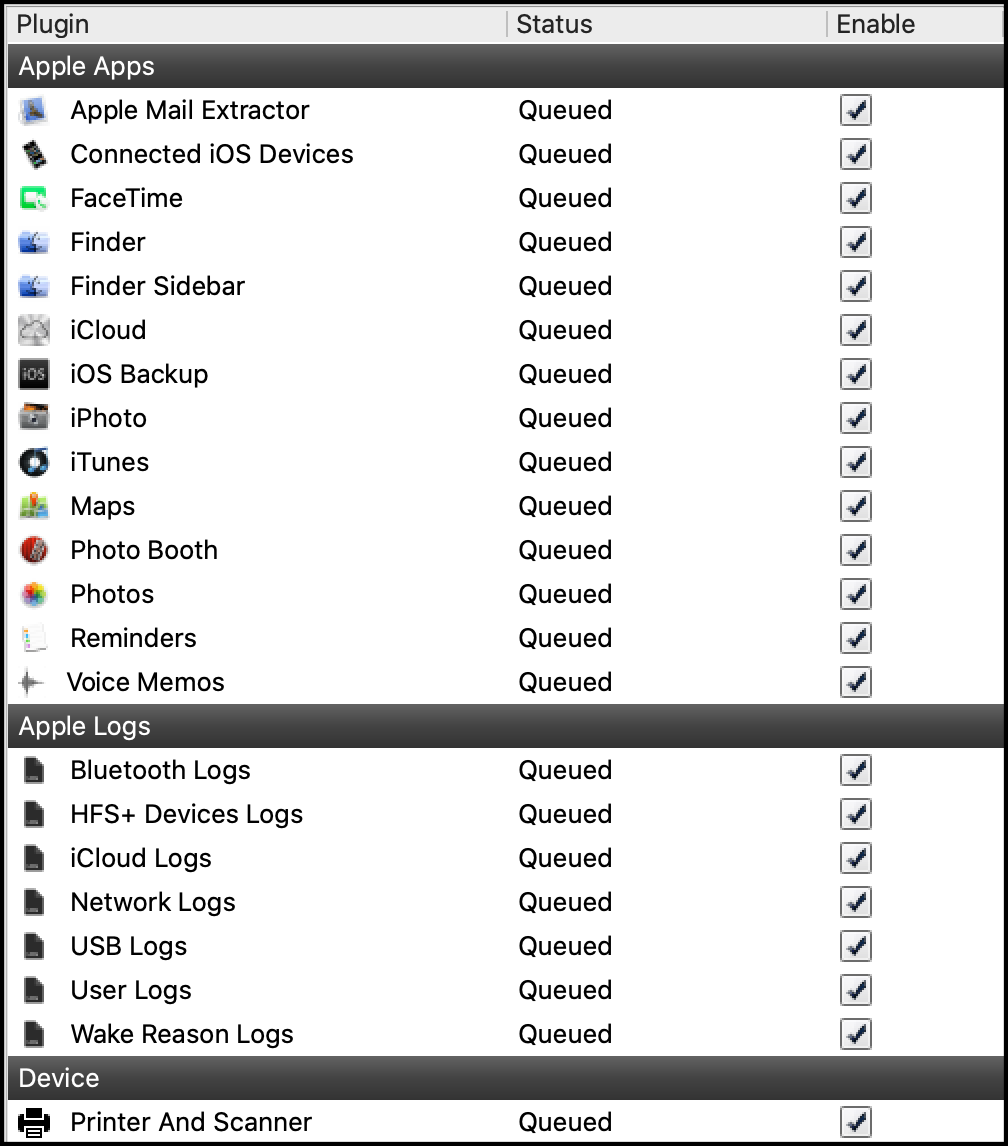 Plugin Status Enable
Apple Apps
Apple Mail Extractor Queued
Connected iOS Devices Queued
FaceTime Queued
Finder Queued
Finder Sidebar Queued
iCloud Queued
iOS iOS Backup Queued
iPhoto Queued
iTunes Queued
Maps Queued
Photo Booth Queued
Photos Queued
Reminders Queued
Voice Memos Queued
Apple Logs
Bluetooth Logs Queued
HFS+ Devices Logs Queued
iCloud Logs Queued
Network Logs Queued
USB Logs Queued
User Logs Queued
Wake Reason Logs Queued
Device
Printer And Scanner Queued